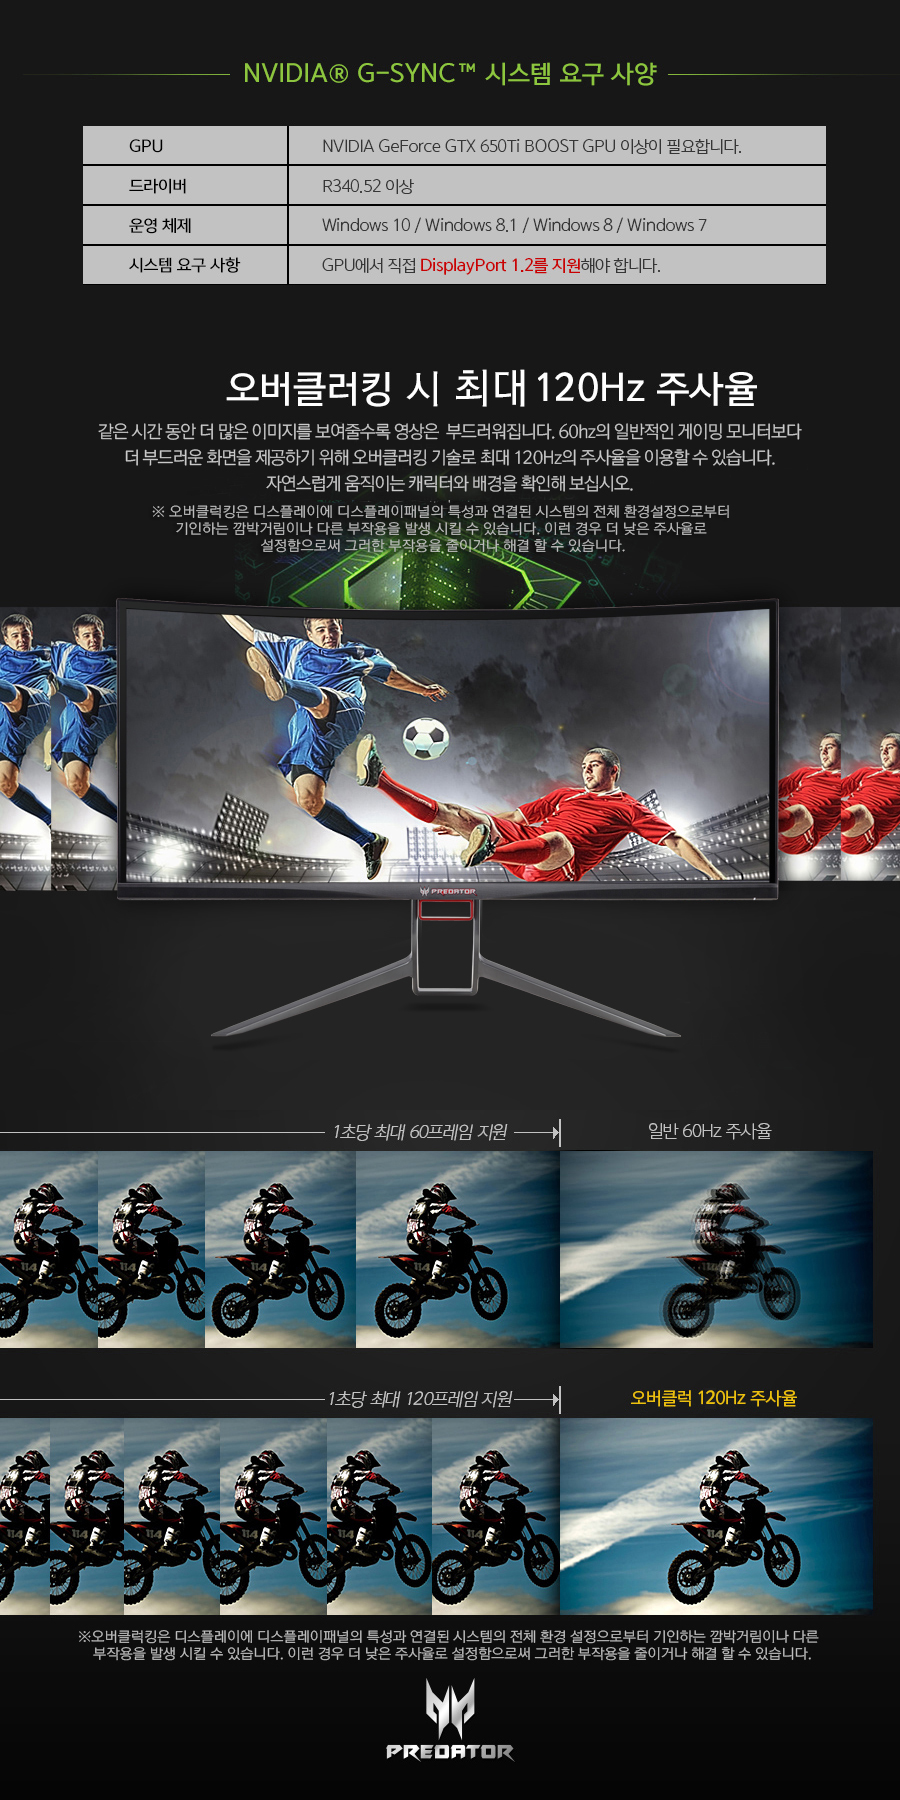 NVIDIA® G-SYNC™ 시스템 요구 사양
GPU
NVIDIA GeForce GTX 650Ti BOOST GPU 이상이 필요합니다.
드라이버
R340.52 이상
운영 체제
Windows 10 / Windows 8.1 / Windows 8 / Windows 7
시스템 요구 사항
GPU에서 직접 DisplayPort 1.2를 지원해야 합니다.
오버클러킹 시 최대 120Hz 주사율
같은 시간 동안 더 많은 이미지를 보여줄수록 영상은 부드러워집니다. 60hz의 일반적인 게이밍 모니터보다
더 부드러운 화면을 제공하기 위해 오버클러킹 기술로 최대 120Hz의 주사율을 이용할 수 있습니다.
자연스럽게 움직이는 캐릭터와 배경을 확인해 보십시오.
※ 오버클럭킹은 디스플레이에 디스플레이패널의 특성과 연결된 시스템의 전체 환경설정으로부터
기인하는 깜박거림이나 다른 부작용을 발생 시킬 수 있습니다. 이런 경우 더 낮은 주사율로
설정함으로써 그러한 부작용을 줄이거나 해결 할 수 있습니다.
PREDATOR
1초당 최대 60프레임 지원
일반 60Hz 주사율
114
114
114
114
1초당 최대 120프레임 지원
오버클럭 120Hz 주사율
114
114
114
114
114
114
※오버클럭킹은 디스플레이에 디스플레이패널의 특성과 연결된 시스템의 전체 환경 설정으로부터 기인하는 깜박거림이나 다른
부작용을 발생 시킬 수 있습니다. 이런 경우 더 낮은 주사율로 설정함으로써 그러한 부작용을 줄이거나 해결 할 수 있습니다.
PREDATOR